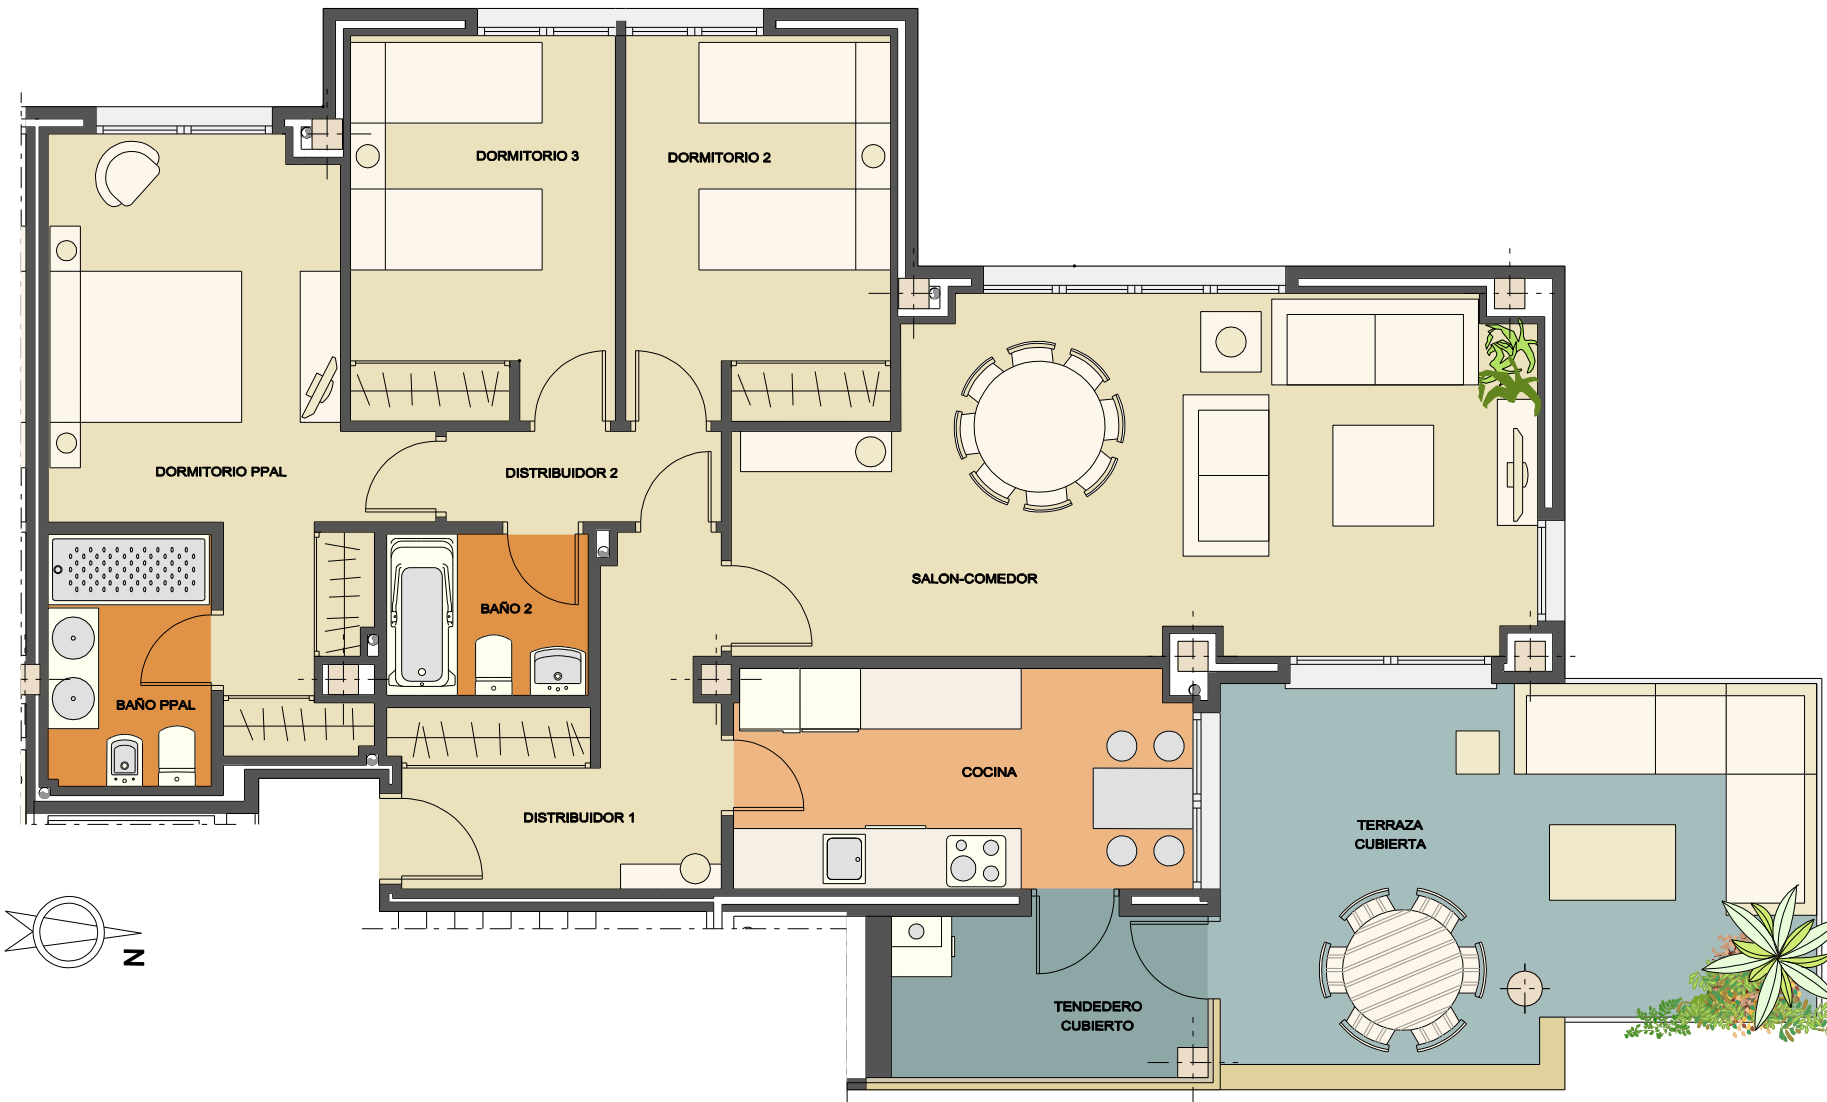 DORMITORIO 3
DORMITORIO 2
DORMITORIO PPAL
DISTRIBUIDOR 2
SALON-COMEDOR
BAÑO 2
BAÑO PPAL
COCINA
DISTRIBUIDOR 1
TERRAZA
CUBIERTA
N
TENDEDERO
CUBIERTO